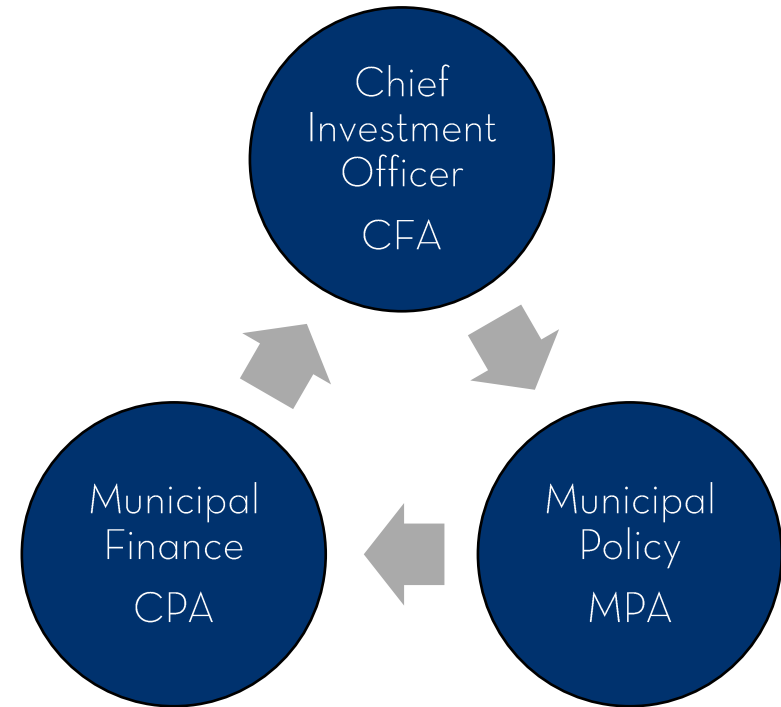 Chief
Investment
Officer
CFA
Municipal
Finance
CPA
Municipal
Policy
MPA